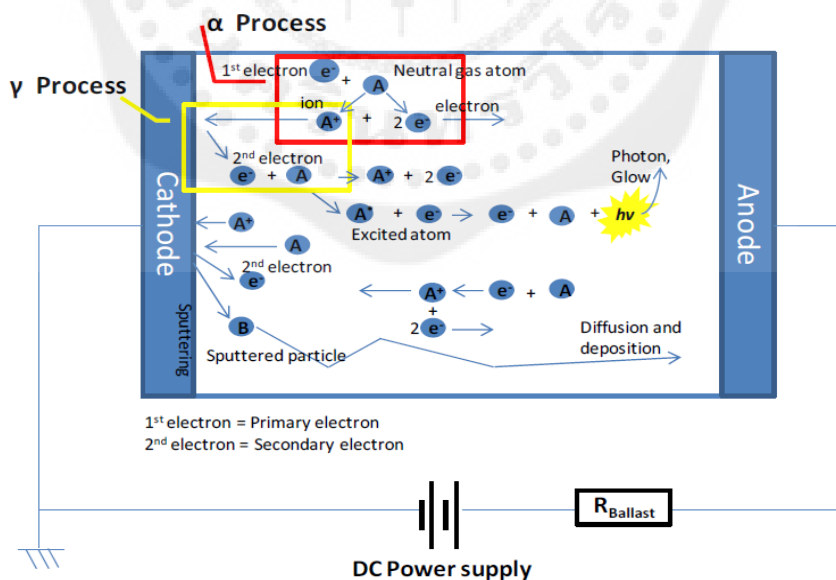 α Process
γ Process
1st electron e- + A Neutral gas atom
ion electron
A+ + 2 e-
2nd electron
e- + A A+ + 2 e-
Photon,
Glow
A* + e- e- + A + hν
Excited atom
A+
A
2nd electron
e-
A+ e- + A
+
2 e-
B
Sputtered particle
Diffusion and
deposition
Cathode
Sputtering
Anode
1st electron = Primary electron
2nd electron = Secondary electron
RBallast
DC Power supply